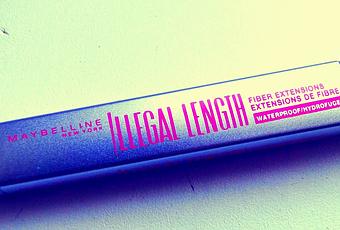 MAYBELLINE
NEW YORK
ILLEGAL LENGTH
FIBER EXTENSIONS
EXTENSIONS DE FIBRE
WATERPROOF/HYDROFUGE